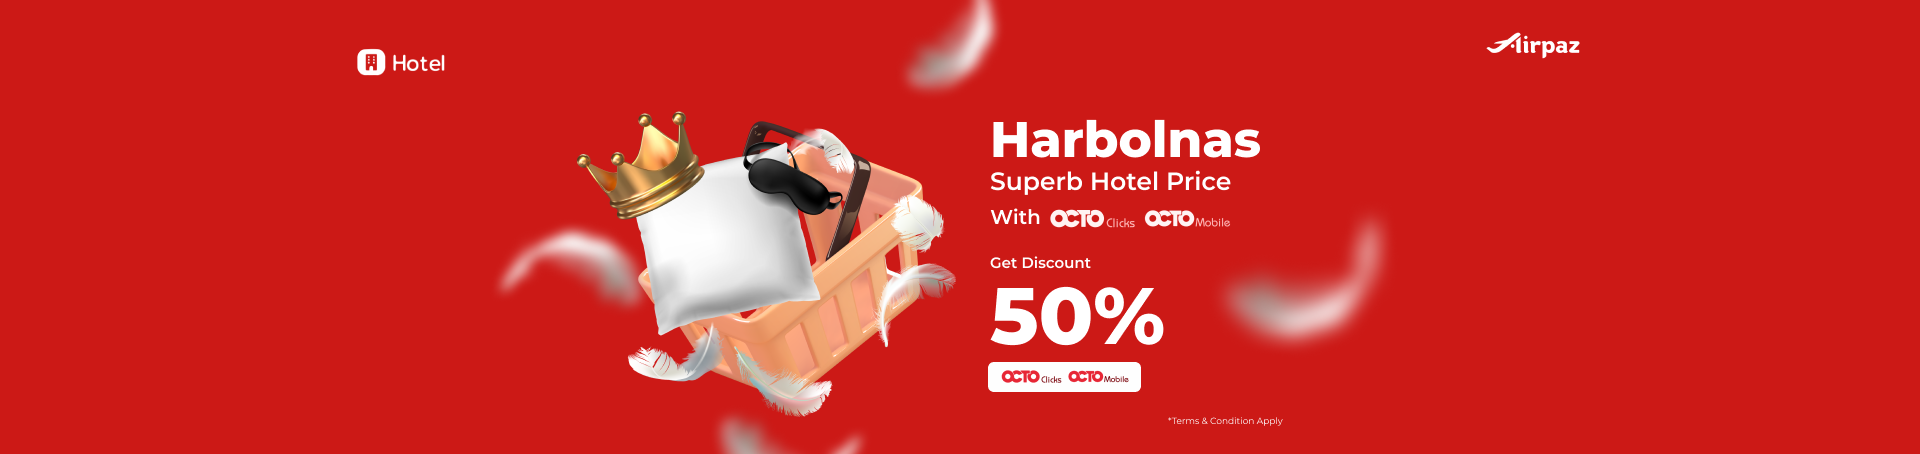 Hotel
Airpaz
Harbolnas
Superb Hotel Price
With OCTO Clicks OCTO Mobile
Get Discount
50%
OCTO Clicks OCTO Mobile
*Terms & Condition Apply